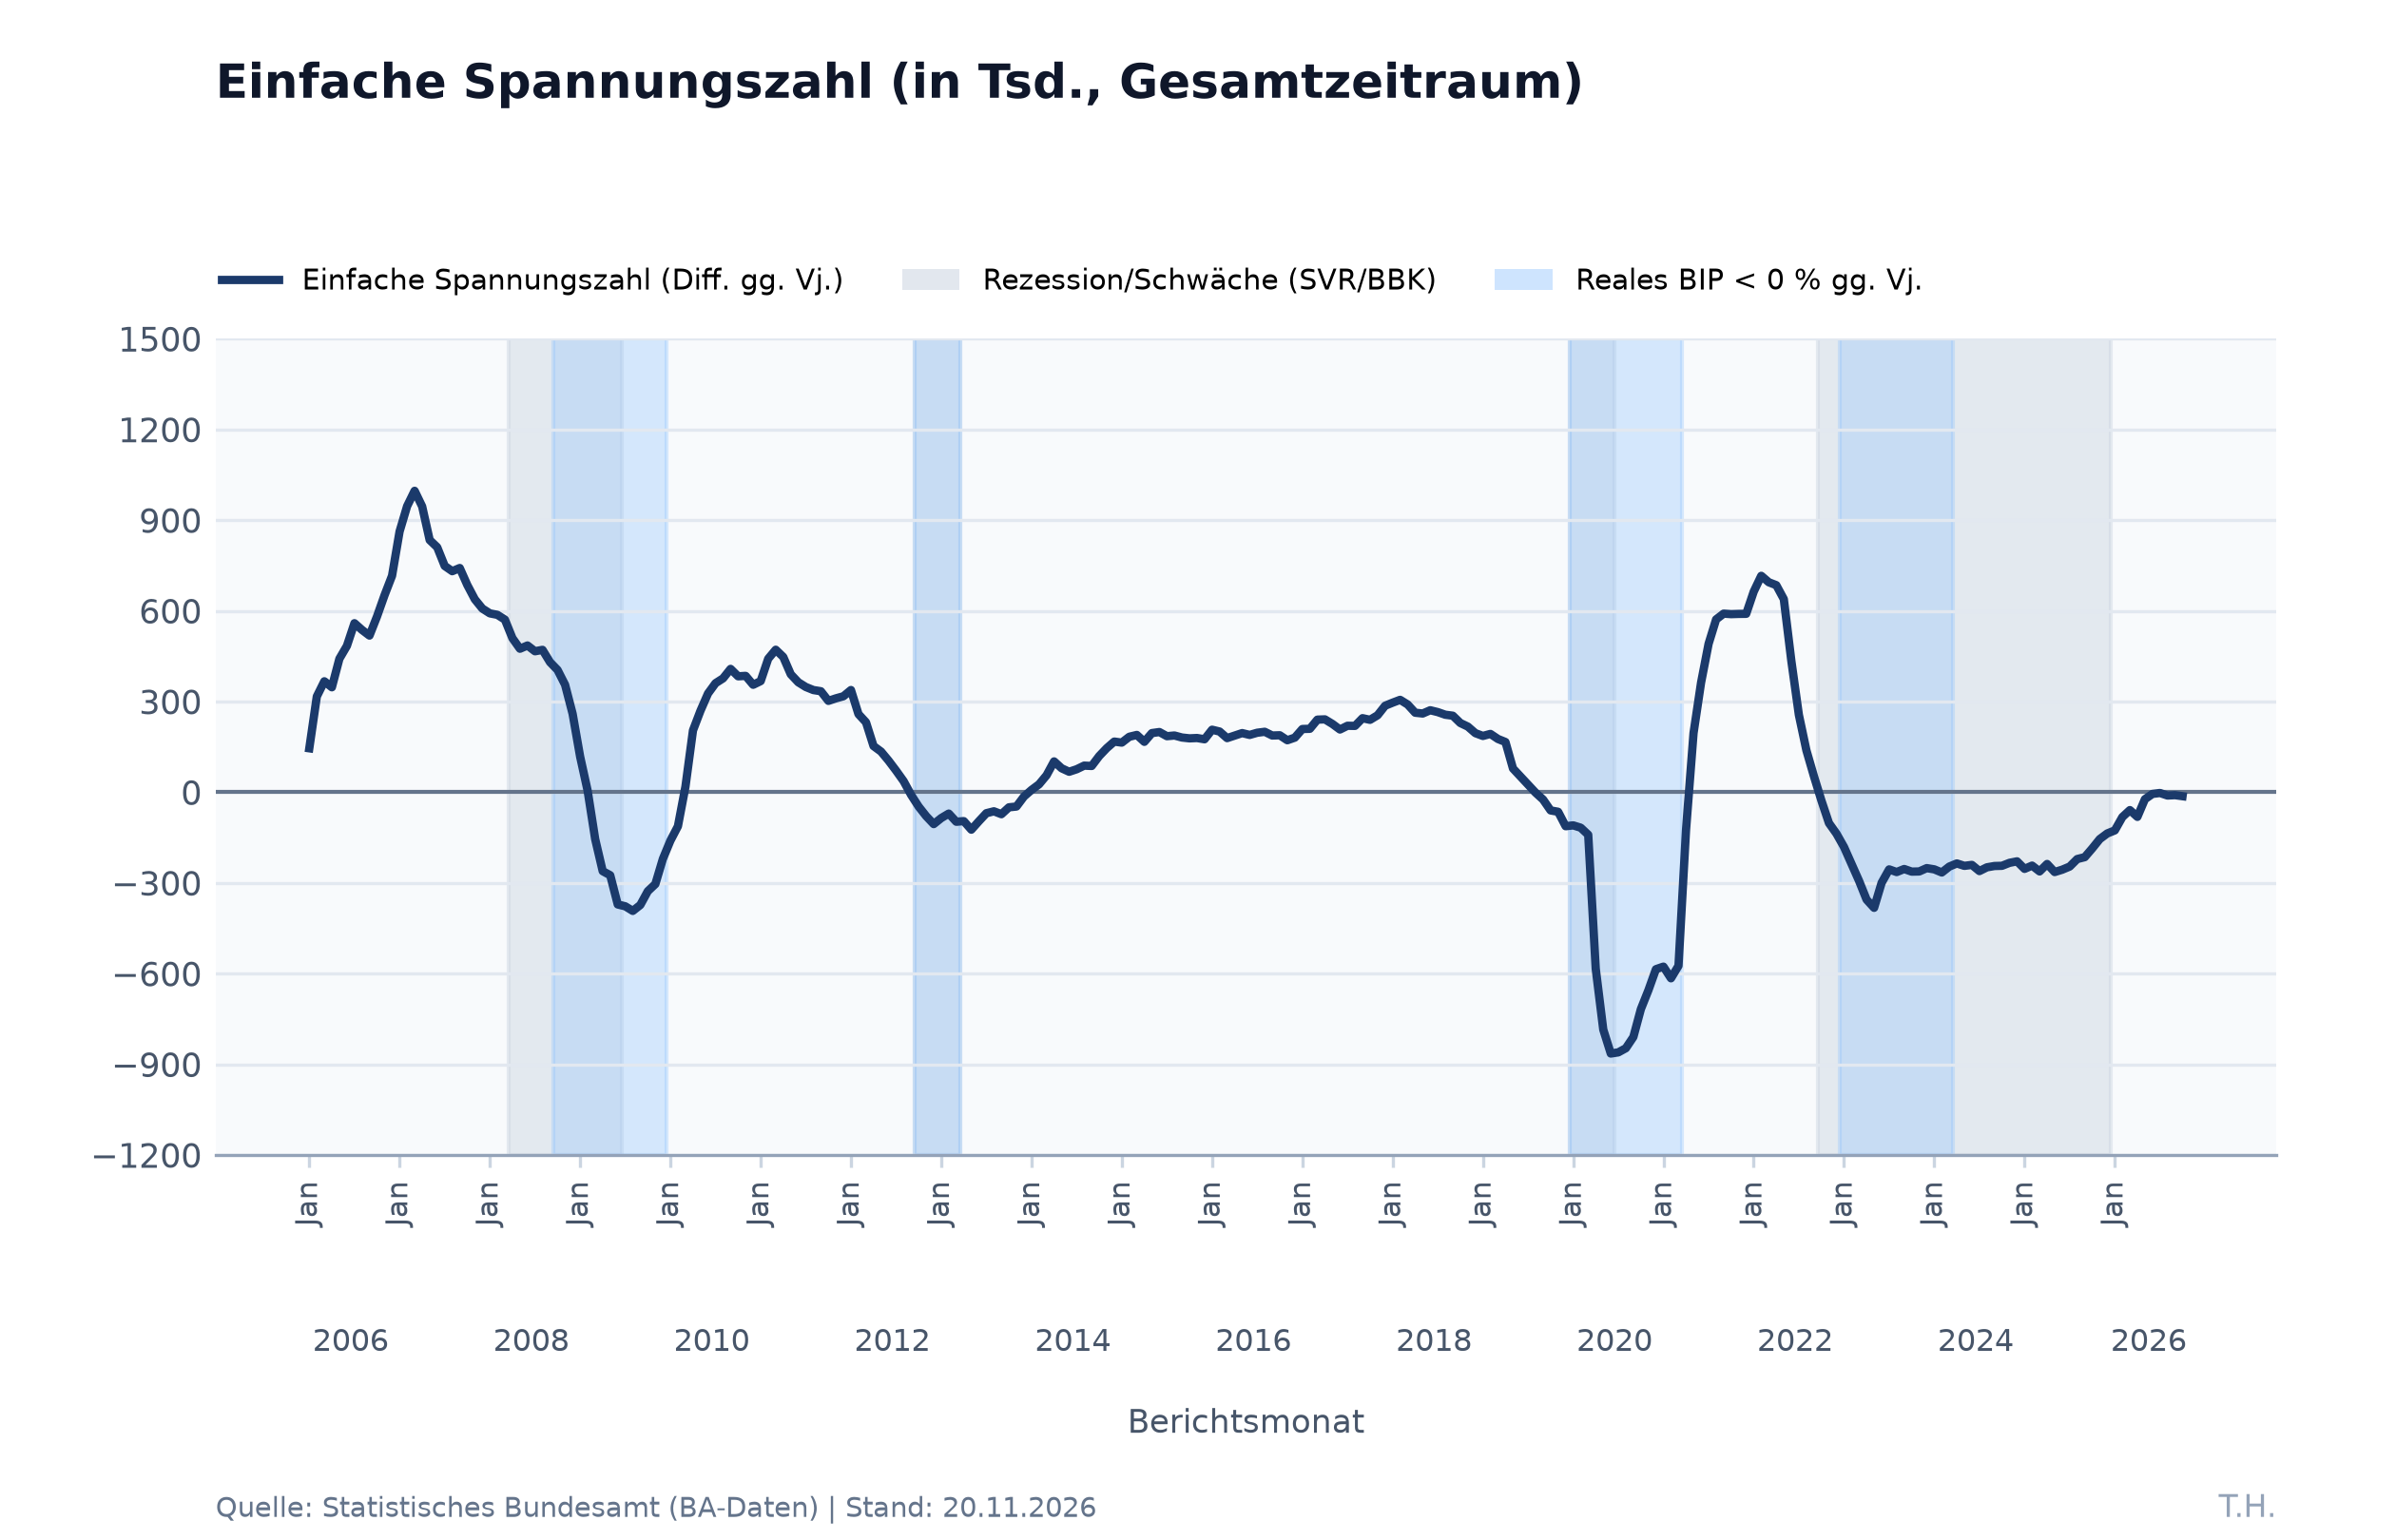 Einfache Spannungszahl (in Tsd., Gesamtzeitraum)
Einfache Spannungszahl (Diff. gg. Vj.) Rezession/Schwäche (SVR/BBK) Reales BIP < 0 % gg. Vj.
1500
1200
900
600
300
0
−300
−600
−900
−1200
Jan Jan Jan Jan Jan Jan Jan Jan Jan Jan Jan Jan Jan Jan Jan Jan Jan Jan Jan Jan Jan
2006 2008 2010 2012 2014 2016 2018 2020 2022 2024 2026
Berichtsmonat
Quelle: Statistisches Bundesamt (BA-Daten) | Stand: 20.11.2026 T.H.